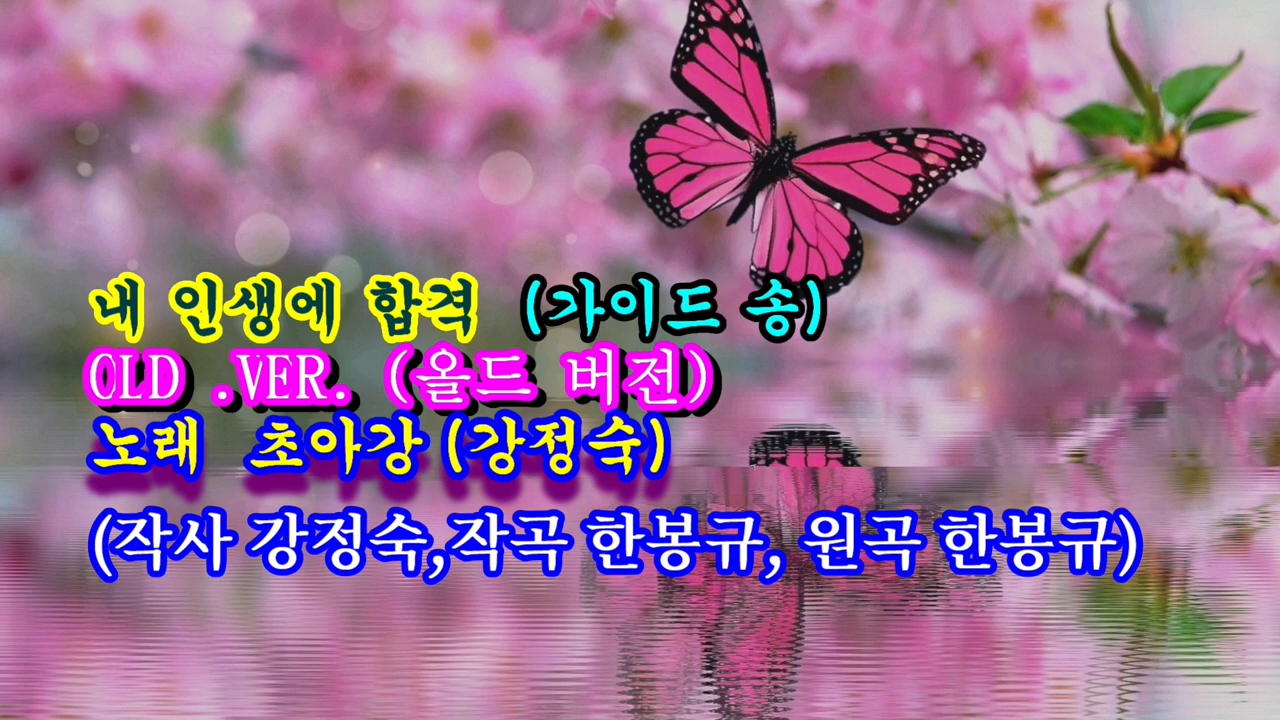 내 인생에 합격 (가이드 송)
OLD .VER. (올드 버전)
노래 초아강 (강정숙)
(작사 강정숙,작곡 한봉규, 원곡 한봉규)